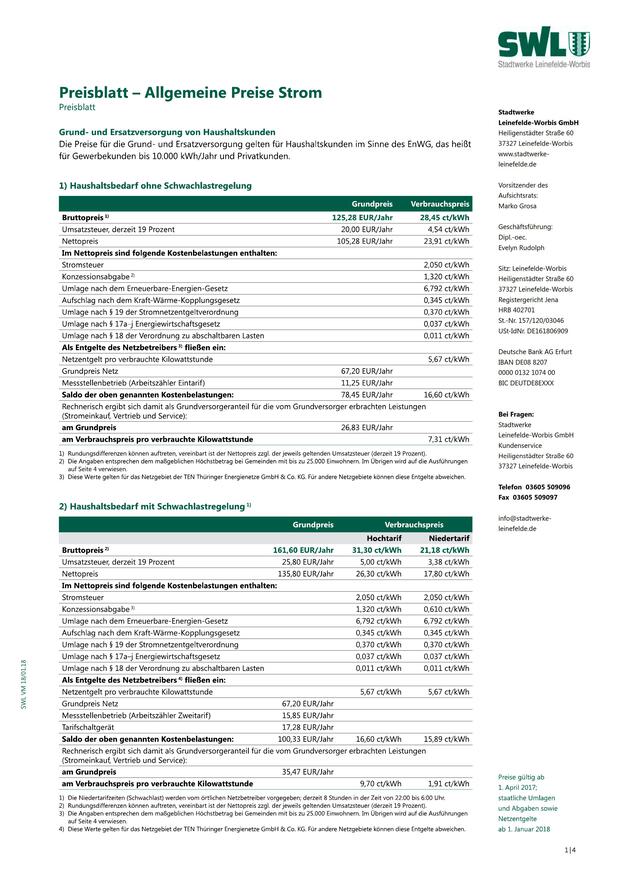 SWL
Stadtwerke Leinefelde-Worbis
Preisblatt – Allgemeine Preise Strom
Preisblatt
Grund- und Ersatzversorgung von Haushaltskunden
Die Preise für die Grund- und Ersatzversorgung gelten für Haushaltskunden im Sinne des EnWG, das heißt
für Gewerbekunden bis 10.000 kWh/Jahr und Privatkunden.
1) Haushaltsbedarf ohne Schwachlastregelung
Grundpreis Verbrauchspreis
Bruttopreis 1) 125,28 EUR/Jahr 28,45 ct/kWh
Umsatzsteuer, derzeit 19 Prozent 20,00 EUR/Jahr 4,54 ct/kWh
Nettopreis 105,28 EUR/Jahr 23,91 ct/kWh
Im Nettopreis sind folgende Kostenbelastungen enthalten:
Stromsteuer 2,050 ct/kWh
Konzessionsabgabe 2) 1,320 ct/kWh
Umlage nach dem Erneuerbare-Energien-Gesetz 6,792 ct/kWh
Aufschlag nach dem Kraft-Wärme-Kopplungsgesetz 0,345 ct/kWh
Umlage nach § 19 der Stromnetzentgeltverordnung 0,370 ct/kWh
Umlage nach § 17a–j Energiewirtschaftsgesetz 0,037 ct/kWh
Umlage nach § 18 der Verordnung zu abschaltbaren Lasten 0,011 ct/kWh
Als Entgelte des Netzbetreibers 3) fließen ein:
Netzentgelt pro verbrauchte Kilowattstunde 5,67 ct/kWh
Grundpreis Netz 67,20 EUR/Jahr
Messstellenbetrieb (Arbeitszähler Eintarif) 11,25 EUR/Jahr
Saldo der oben genannten Kostenbelastungen: 78,45 EUR/Jahr 16,60 ct/kWh
Rechnerisch ergibt sich damit als Grundversorgeranteil für die vom Grundversorger erbrachten Leistungen
(Stromeinkauf, Vertrieb und Service):
am Grundpreis 26,83 EUR/Jahr
am Verbrauchspreis pro verbrauchte Kilowattstunde 7,31 ct/kWh
1) Rundungsdifferenzen können auftreten, vereinbart ist der Nettopreis zzgl. der jeweils geltenden Umsatzsteuer (derzeit 19 Prozent).
2) Die Angaben entsprechen dem maßgeblichen Höchstbetrag bei Gemeinden mit bis zu 25.000 Einwohnern. Im Übrigen wird auf die Ausführungen
auf Seite 4 verwiesen.
3) Diese Werte gelten für das Netzgebiet der TEN Thüringer Energienetze GmbH & Co. KG. Für andere Netzgebiete können diese Entgelte abweichen.
2) Haushaltsbedarf mit Schwachlastregelung 1)
Grundpreis Verbrauchspreis
Hochtarif Niedertarif
Bruttopreis 2) 161,60 EUR/Jahr 31,30 ct/kWh 21,18 ct/kWh
Umsatzsteuer, derzeit 19 Prozent 25,80 EUR/Jahr 5,00 ct/kWh 3,38 ct/kWh
Nettopreis 135,80 EUR/Jahr 26,30 ct/kWh 17,80 ct/kWh
Im Nettopreis sind folgende Kostenbelastungen enthalten:
Stromsteuer 2,050 ct/kWh 2,050 ct/kWh
Konzessionsabgabe 3) 1,320 ct/kWh 0,610 ct/kWh
Umlage nach dem Erneuerbare-Energien-Gesetz 6,792 ct/kWh 6,792 ct/kWh
Aufschlag nach dem Kraft-Wärme-Kopplungsgesetz 0,345 ct/kWh 0,345 ct/kWh
Umlage nach § 19 der Stromnetzentgeltverordnung 0,370 ct/kWh 0,370 ct/kWh
Umlage nach § 17a–j Energiewirtschaftsgesetz 0,037 ct/kWh 0,037 ct/kWh
Umlage nach § 18 der Verordnung zu abschaltbaren Lasten 0,011 ct/kWh 0,011 ct/kWh
Als Entgelte des Netzbetreibers 4) fließen ein:
Netzentgelt pro verbrauchte Kilowattstunde 5,67 ct/kWh 5,67 ct/kWh
Grundpreis Netz 67,20 EUR/Jahr
Messstellenbetrieb (Arbeitszähler Zweitarif) 15,85 EUR/Jahr
Tarifschaltgerät 17,28 EUR/Jahr
Saldo der oben genannten Kostenbelastungen: 100,33 EUR/Jahr 16,60 ct/kWh 15,89 ct/kWh
Rechnerisch ergibt sich damit als Grundversorgeranteil für die vom Grundversorger erbrachten Leistungen
(Stromeinkauf, Vertrieb und Service):
am Grundpreis 35,47 EUR/Jahr
am Verbrauchspreis pro verbrauchte Kilowattstunde 9,70 ct/kWh 1,91 ct/kWh
1) Die Niedertarifzeiten (Schwachlast) werden vom örtlichen Netzbetreiber vorgegeben; derzeit 8 Stunden in der Zeit von 22:00 bis 6:00 Uhr.
2) Rundungsdifferenzen können auftreten, vereinbart ist der Nettopreis zzgl. der jeweils geltenden Umsatzsteuer (derzeit 19 Prozent).
3) Die Angaben entsprechen dem maßgeblichen Höchstbetrag bei Gemeinden mit bis zu 25.000 Einwohnern. Im Übrigen wird auf die Ausführungen
auf Seite 4 verwiesen.
4) Diese Werte gelten für das Netzgebiet der TEN Thüringer Energienetze GmbH & Co. KG. Für andere Netzgebiete können diese Entgelte abweichen.
Stadtwerke
Leinefelde-Worbis GmbH
Heiligenstädter Straße 60
37327 Leinefelde-Worbis
www.stadtwerke-
leinefelde.de
Vorsitzender des
Aufsichtsrats:
Marko Grosa
Geschäftsführung:
Dipl.-oec.
Evelyn Rudolph
Sitz: Leinefelde-Worbis
Heiligenstädter Straße 60
37327 Leinefelde-Worbis
Registergericht Jena
HRB 402701
St.-Nr. 157/120/03046
USt-IdNr. DE161806909
Deutsche Bank AG Erfurt
IBAN DE08 8207
0000 0132 1074 00
BIC DEUTDE8EXXX
Bei Fragen:
Stadtwerke
Leinefelde-Worbis GmbH
Kundenservice
Heiligenstädter Straße 60
37327 Leinefelde-Worbis
Telefon 03605 509096
Fax 03605 509097
info@stadtwerke-
leinefelde.de
Preise gültig ab
1. April 2017;
staatliche Umlagen
und Abgaben sowie
Netzentgelte
ab 1. Januar 2018
SWL VM 18/01.18
1|4